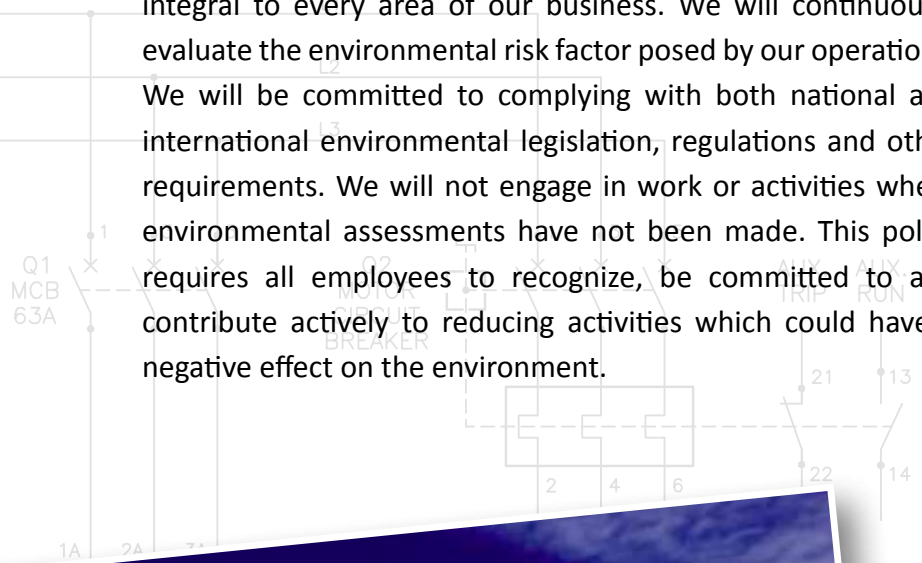 integral to every area of our business. We will continuou
evaluate the environmental risk factor posed by our operatio
L2
We will be committed to complying with both national a
L3
international environmental legislation, regulations and oth
requirements. We will not engage in work or activities whe
1
environmental assessments have not been made. This pol
Q1
MCB
63A
Q2
MOTOR
CIRCUIT
BREAKER
AUX. TRIP
AUX. RUN
requires all employees to recognize, be committed to a
contribute actively to reducing activities which could have
negative effect on the environment.
21 13
22 14
2 4 6
1A 2A 3A